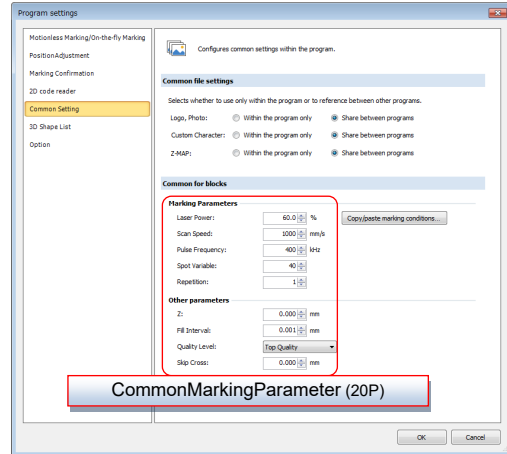 Program settings
Motionless Marking/On-the-fly Marking
PositionAdjustment
Marking Confirmation
2D code reader
Common Setting
3D Shape List
Option
Configures common settings within the program.
Common file settings
Selects whether to use only within the program or to reference between other programs.
Logo, Photo: Within the program only Share between programs
Custom Character: Within the program only Share between programs
Z-MAP: Within the program only Share between programs
Common for blocks
Marking Parameters
Laser Power: 60.0 % Copy/paste marking conditions...
Scan Speed: 1000 mm/s
Pulse Frequency: 400 kHz
Spot Variable: 40
Repetition: 1
Other parameters
Z: 0.000 mm
Fill Interval: 0.001 mm
Quality Level: Top Quality
Skip Cross: 0.000 mm
CommonMarkingParameter (20P)
OK Cancel